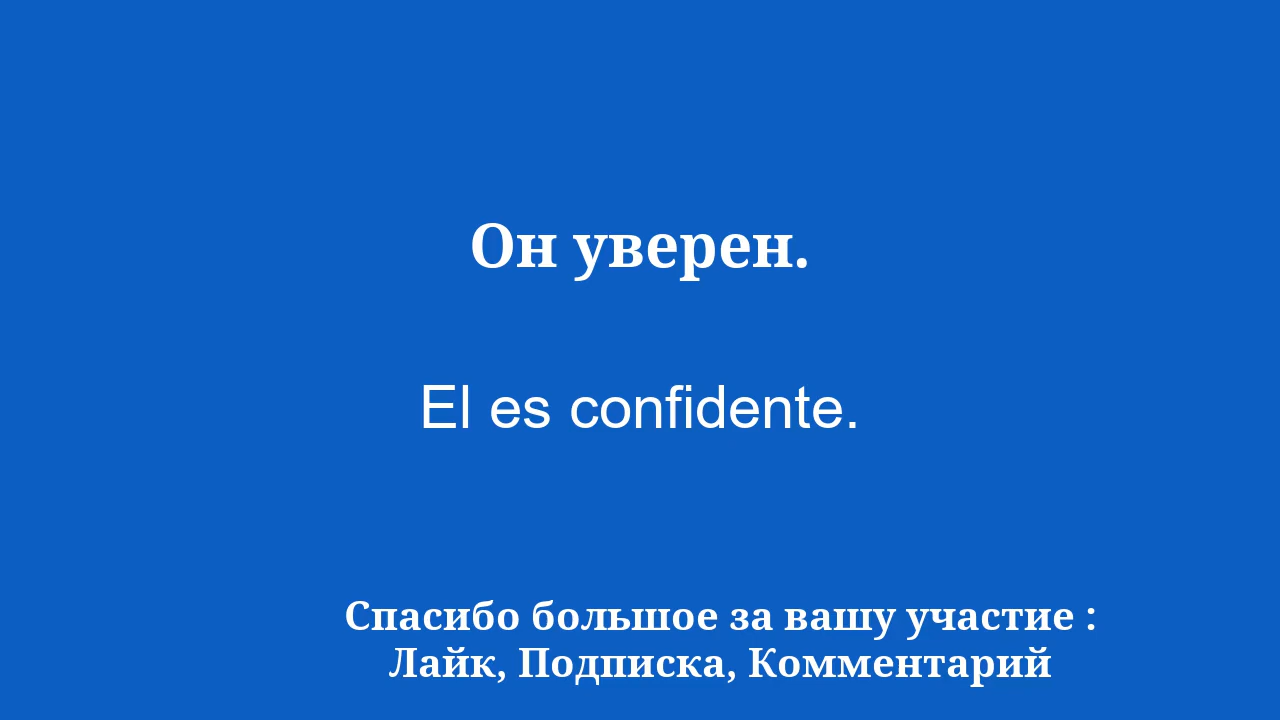 Он уверен.
El es confidente.
Спасибо большое за вашу участие :
Лайк, Подписка, Комментарий